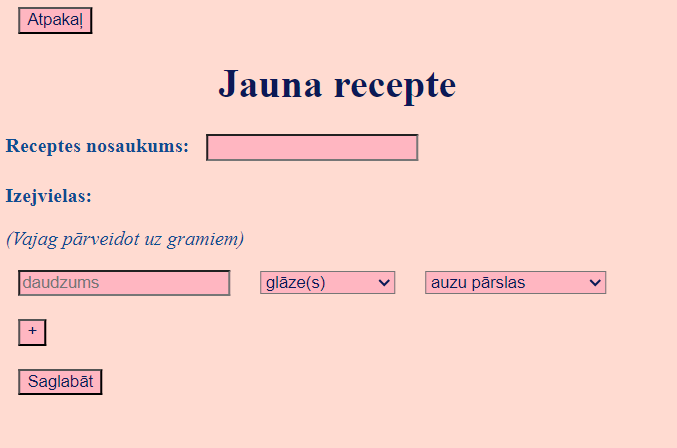 Atpakaļ
Jauna recepte
Receptes nosaukums:
Izejvielas:
(Vajag pārveidot uz gramiem)
daudzums glāze(s) auzu pārslas
+
Saglabāt